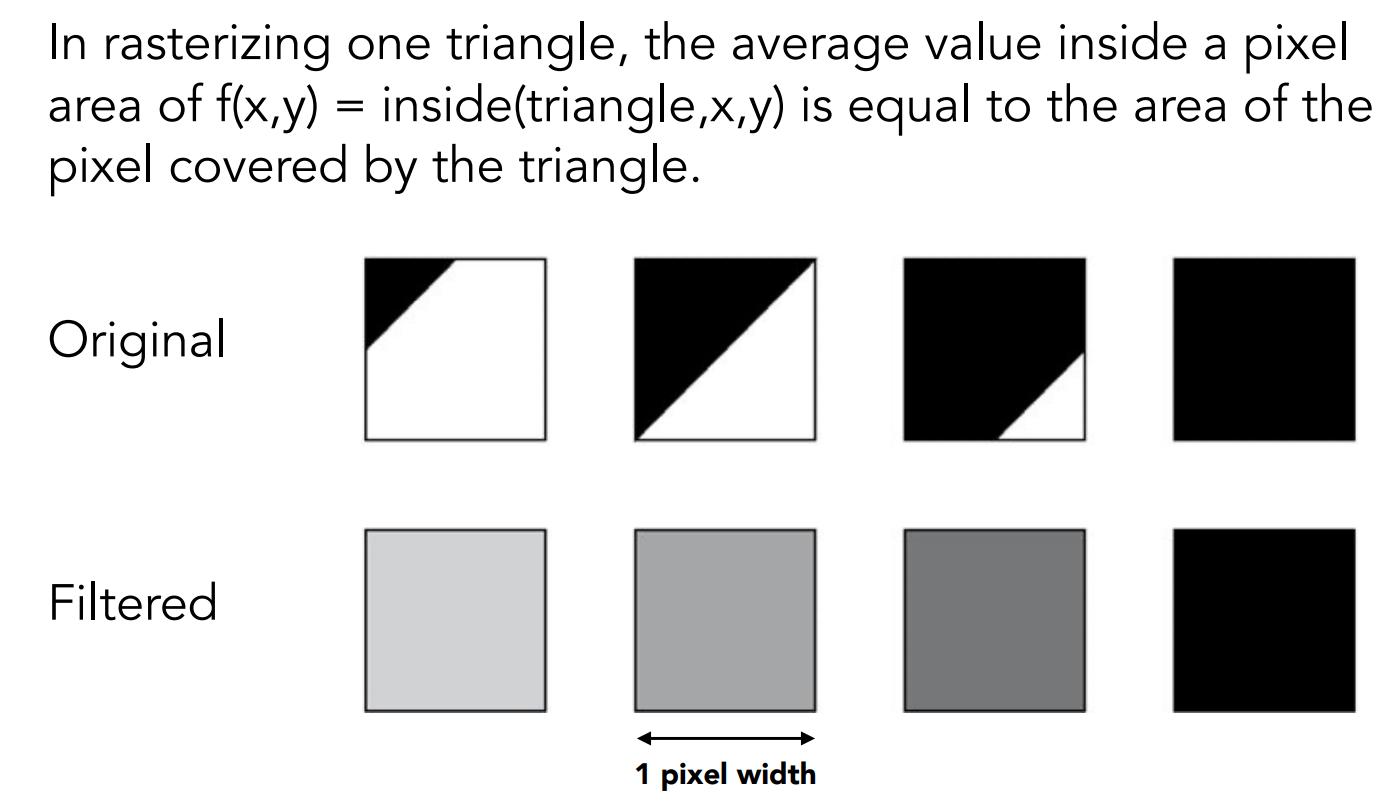 In rasterizing one triangle, the average value inside a pixel
area of f(x,y) = inside(triangle,x,y) is equal to the area of the
pixel covered by the triangle.
Original
Filtered
1 pixel width